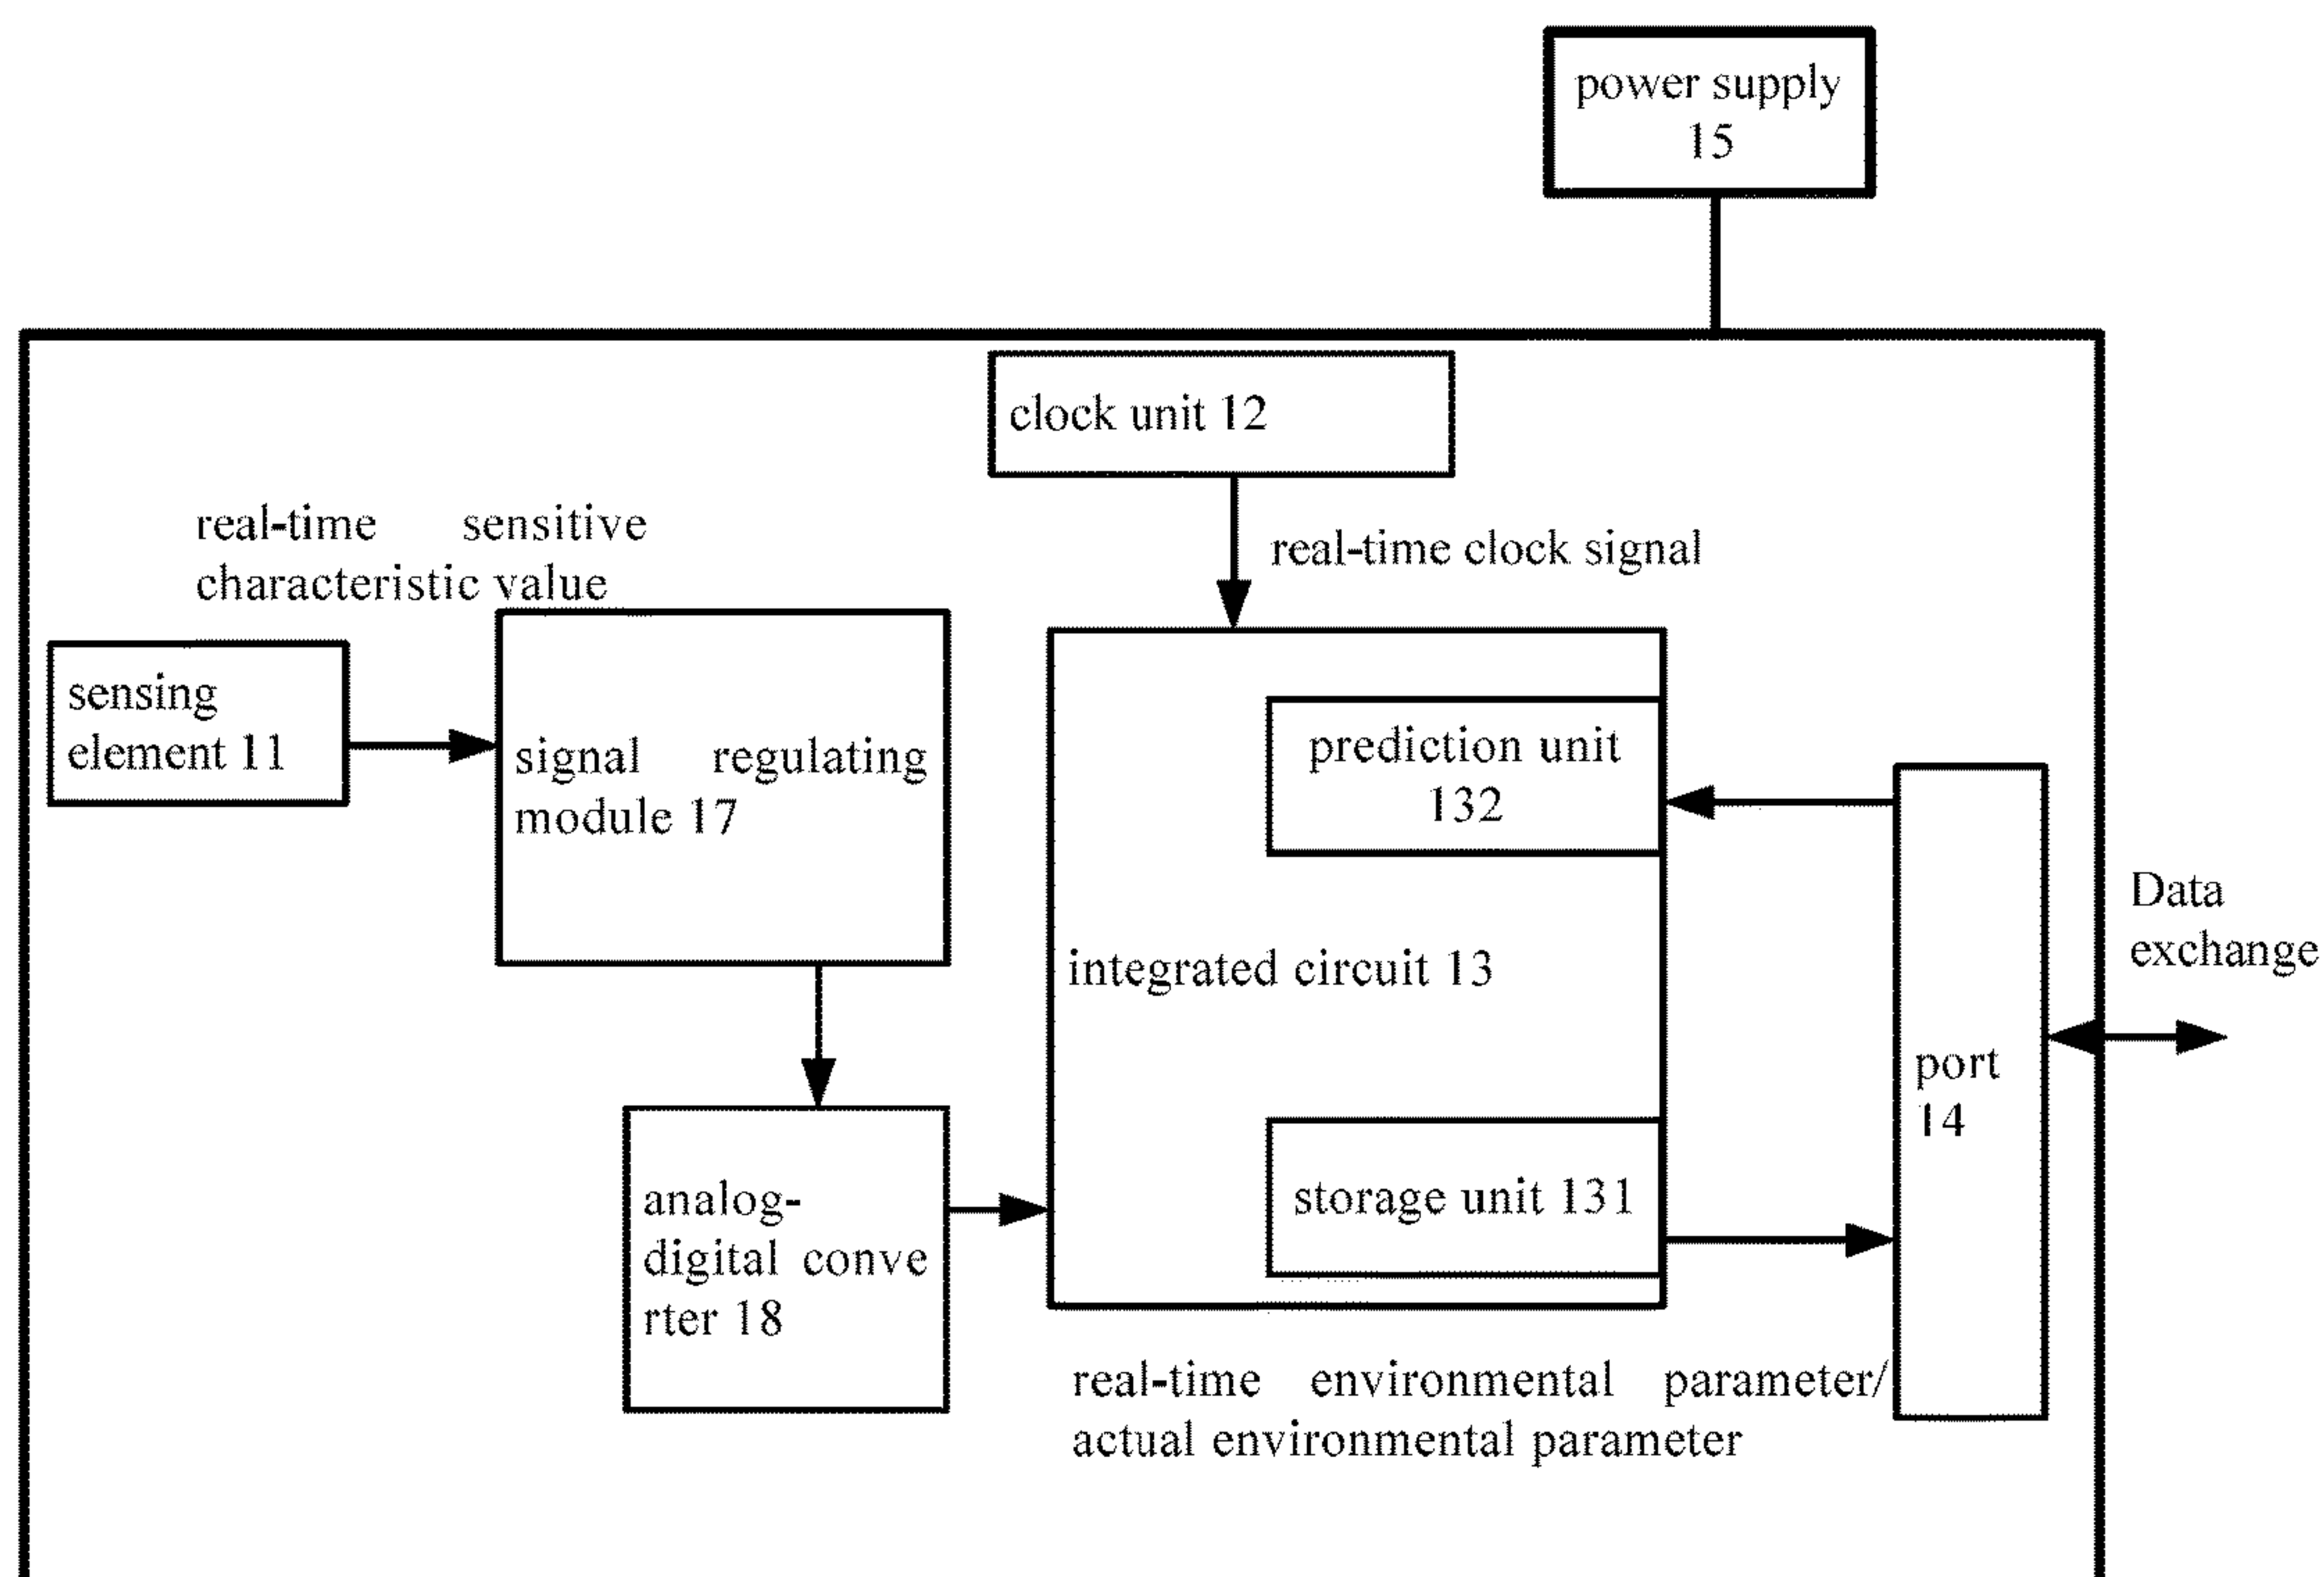 power supply
15
clock unit 12
real-time sensitive
characteristic value
real-time clock signal
sensing
element 11
signal regulating
module 17
prediction unit
132
integrated circuit 13
Data
exchange
port
14
analog-
digital conve
rter 18
storage unit 131
real-time environmental parameter/
actual environmental parameter